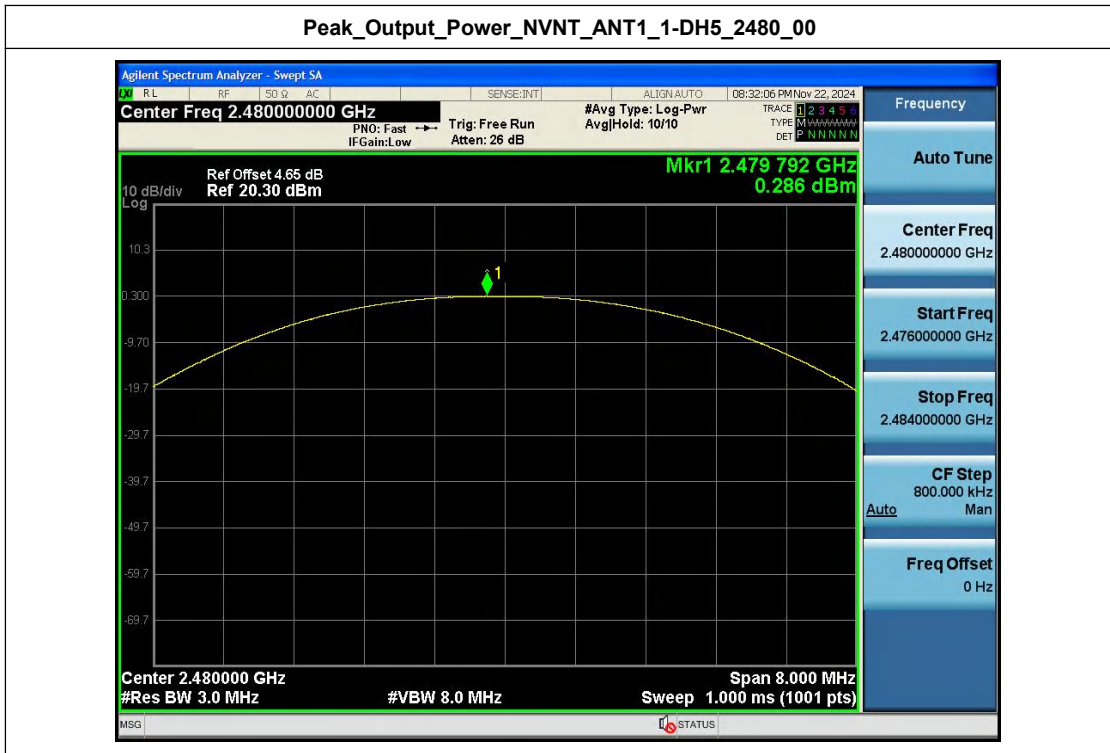 Peak_Output_Power_NVNT_ANT1_1-DH5_2480_00
Agilent Spectrum Analyzer - Swept SA
LXI RL RF 50 Ω AC SENSE:INT ALIGN AUTO 08:32:06 PM Nov 22, 2024
Center Freq 2.480000000 GHz
PNO: Fast
IFGain:Low
Trig: Free Run
Atten: 26 dB
#Avg Type: Log-Pwr
Avg|Hold: 10/10
TRACE 1 2 3 4 5 6
TYPE M
DET P N N N N N
Mkr1 2.479 792 GHz
0.286 dBm
Ref Offset 4.65 dB
Ref 20.30 dBm
10 dB/div
Log
10.3
0.300
-9.70
-19.7
-29.7
-39.7
-49.7
-59.7
-69.7
1
Center 2.480000 GHz
Span 8.000 MHz
#Res BW 3.0 MHz
#VBW 8.0 MHz
Sweep 1.000 ms (1001 pts)
MSG
STATUS
Frequency
Auto Tune
Center Freq
2.480000000 GHz
Start Freq
2.476000000 GHz
Stop Freq
2.484000000 GHz
CF Step
800.000 kHz
Auto Man
Freq Offset
0 Hz